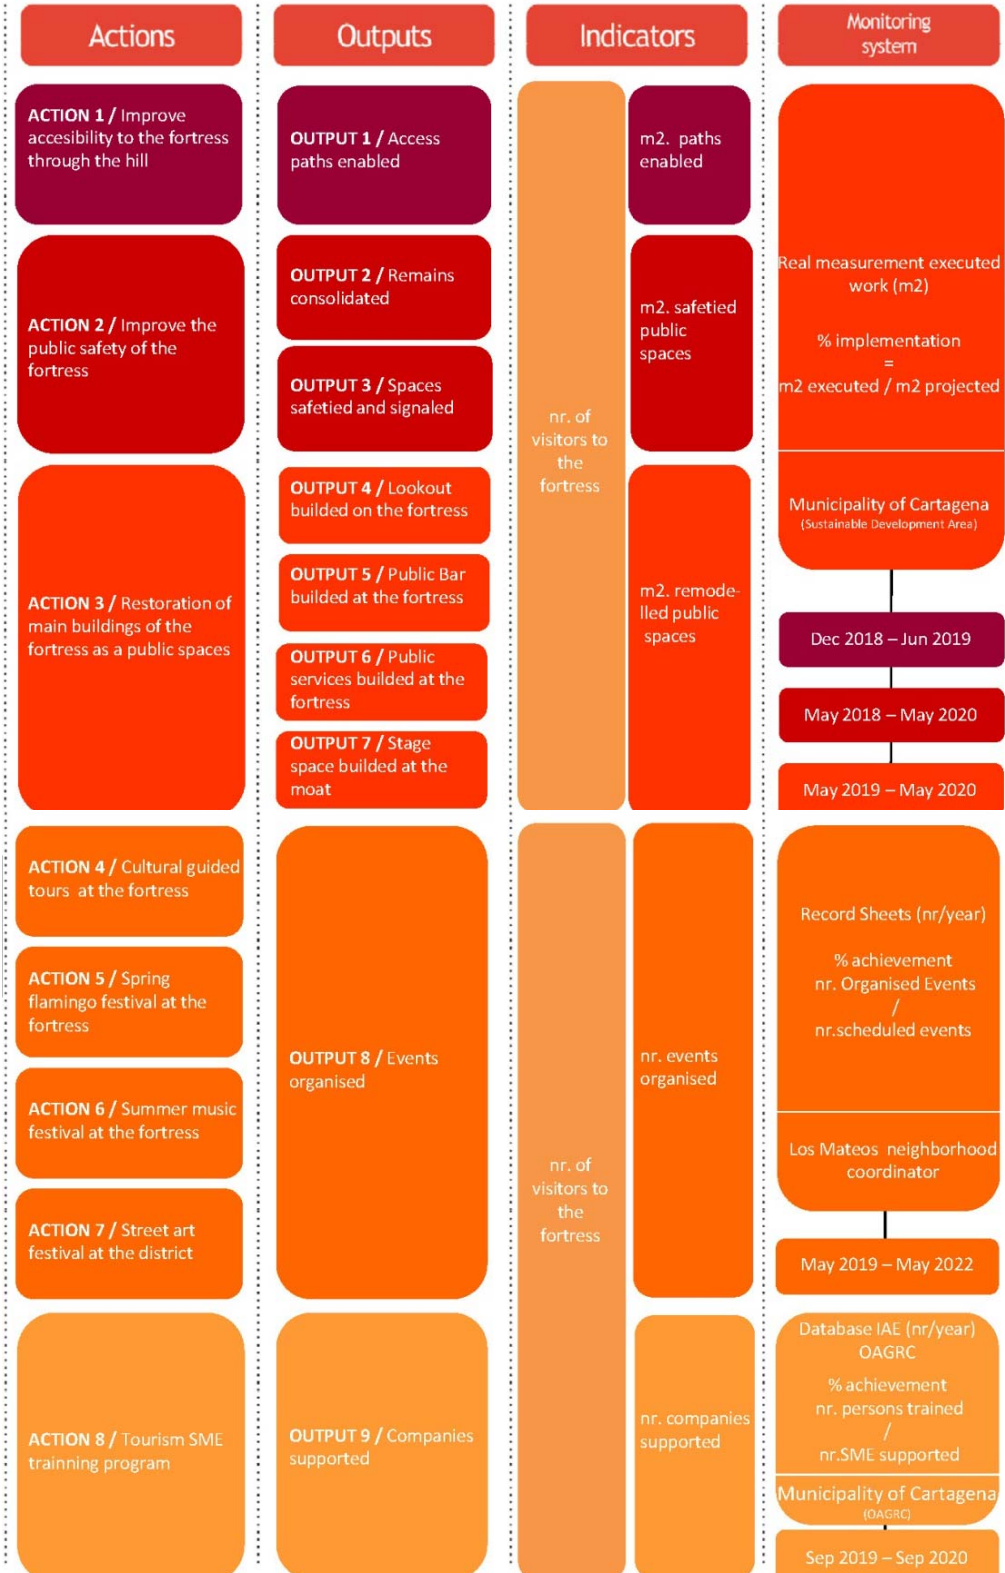 Actions
Outputs
Indicators
Monitoring
system
ACTION 1 / Improve
accesibility to the fortress
through the hill
OUTPUT 1 / Access
paths enabled
m2. paths
enabled
ACTION 2 / Improve the
public safety of the
fortress
OUTPUT 2 / Remains
consolidated
OUTPUT 3 / Spaces
safetied and signaled
m2. safetied
public
spaces
nr. of
visitors to
the
fortress
Real measurement executed
work (m2)
% implementation
=
m2 executed / m2 projected
Municipality of Cartagena
(Sustainable Development Area)
ACTION 3 / Restoration of
main buildings of the
fortress as a public spaces
OUTPUT 4 / Lookout
builded on the fortress
OUTPUT 5 / Public Bar
builded at the fortress
OUTPUT 6 / Public
services builded at the
fortress
OUTPUT 7 / Stage
space builded at the
moat
m2. remode-
lled public
spaces
Dec 2018 – Jun 2019
May 2018 – May 2020
May 2019 – May 2020
ACTION 4 / Cultural guided
tours at the fortress
ACTION 5 / Spring
flamingo festival at the
fortress
ACTION 6 / Summer music
festival at the fortress
ACTION 7 / Street art
festival at the district
OUTPUT 8 / Events
organised
nr. of
visitors to
the
fortress
nr. events
organised
Record Sheets (nr/year)
% achievement
nr. Organised Events
/
nr.scheduled events
Los Mateos neighborhood
coordinator
May 2019 – May 2022
ACTION 8 / Tourism SME
trainning program
OUTPUT 9 / Companies
supported
nr. companies
supported
Database IAE (nr/year)
OAGRC
% achievement
nr. persons trained
/
nr.SME supported
Municipality of Cartagena
(OAGRC)
Sep 2019 – Sep 2020